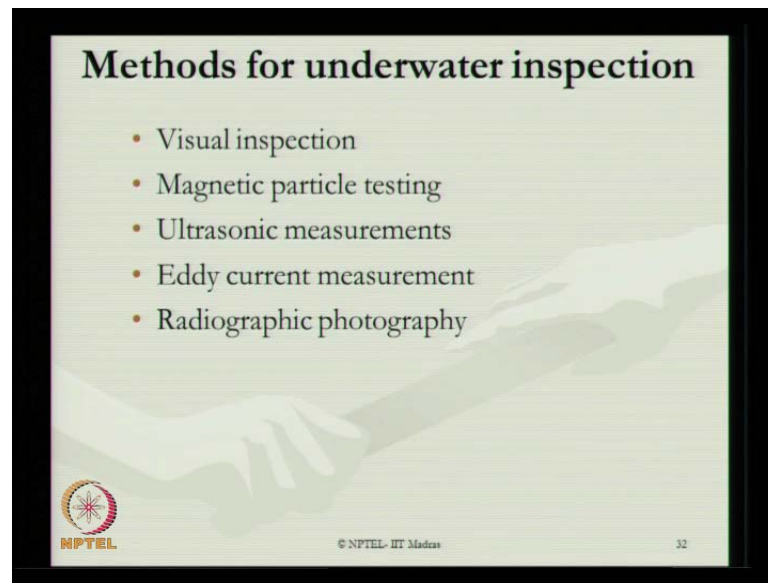 Methods for underwater inspection
• Visual inspection
• Magnetic particle testing
• Ultrasonic measurements
• Eddy current measurement
• Radiographic photography
NPTEL
© NPTEL- IIT Madras
32